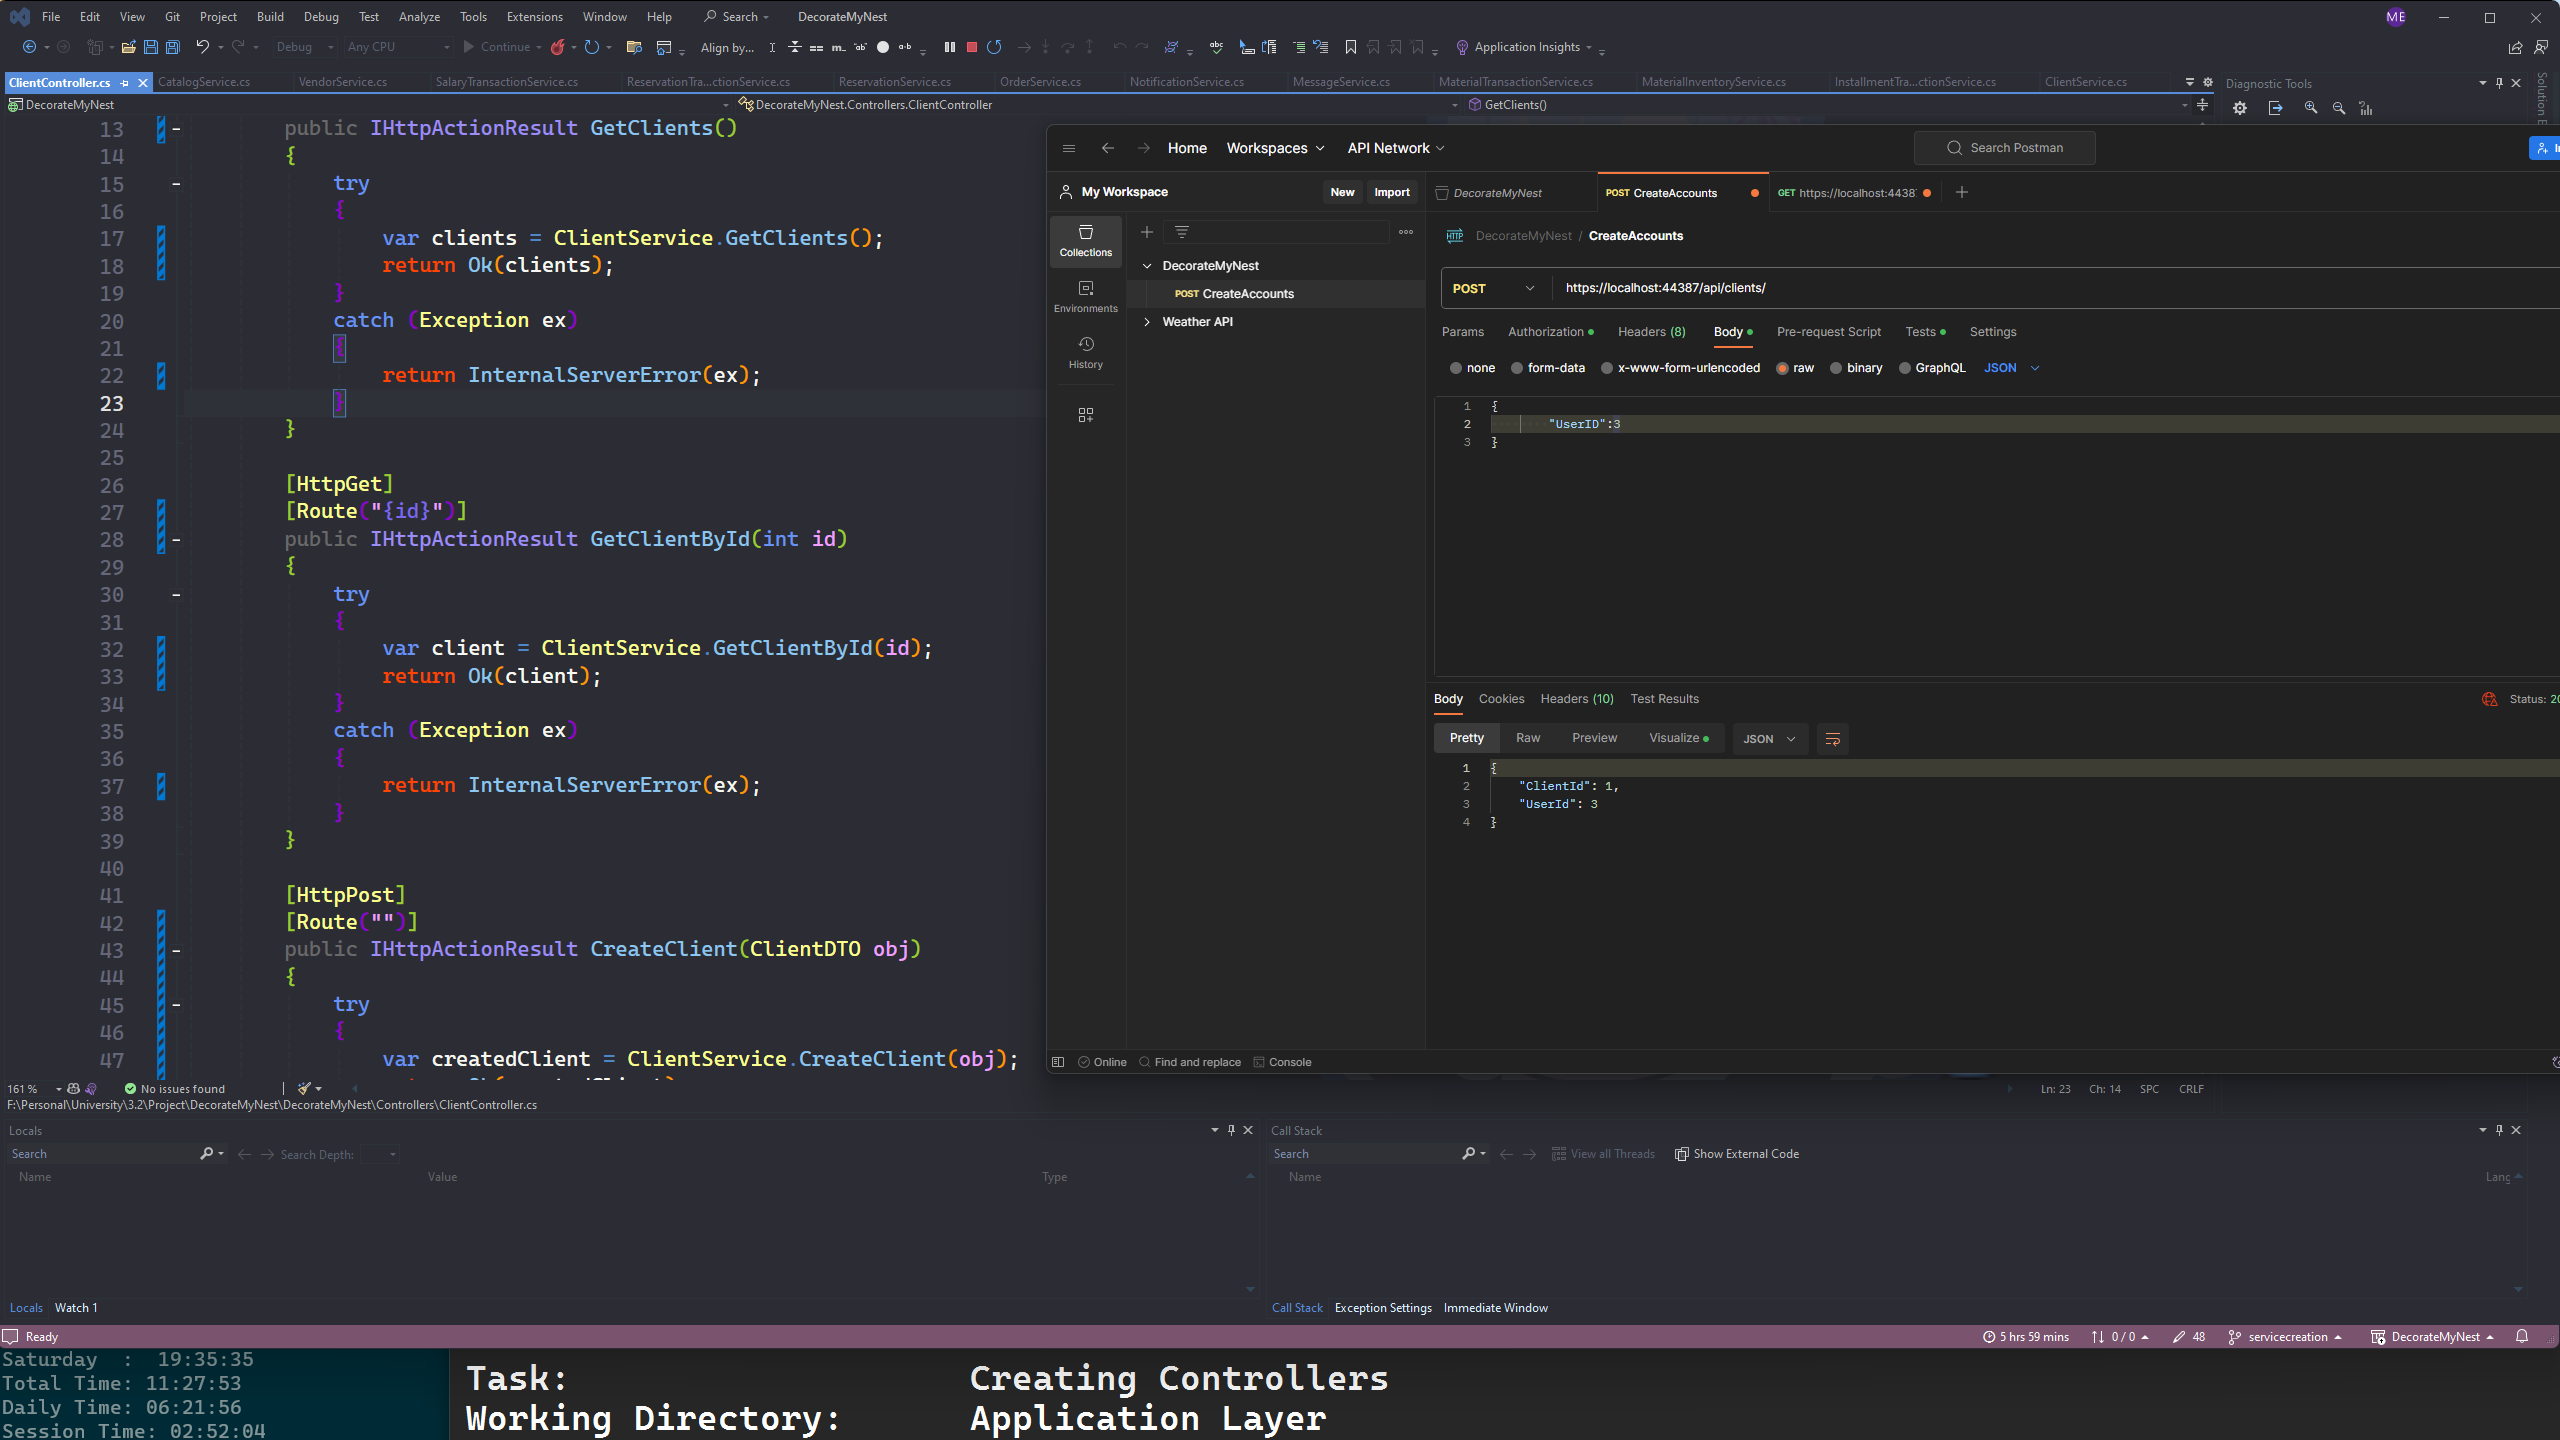 File Edit View Git Project Build Debug Test Analyze Tools Extensions Window Help Search DecorateMyNest ME
Debug Any CPU Continue Align by... Application Insights
ClientController.cs CatalogService.cs VendorService.cs SalaryTransactionService.cs ReservationTra...ctionService.cs ReservationService.cs OrderService.cs NotificationService.cs MessageService.cs MaterialTransactionService.cs MaterialInventoryService.cs InstallmentTra...ctionService.cs ClientService.cs Diagnostic Tools
DecorateMyNest DecorateMyNest.Controllers.ClientController GetClients()
13 public IHttpActionResult GetClients()
14 {
15 try
16 {
17 var clients = ClientService.GetClients();
18 return Ok(clients);
19 }
20 catch (Exception ex)
21 {
22 return InternalServerError(ex);
23 }
24 }
25
26 [HttpGet]
27 [Route("{id}")]
28 public IHttpActionResult GetClientById(int id)
29 {
30 try
31 {
32 var client = ClientService.GetClientById(id);
33 return Ok(client);
34 }
35 catch (Exception ex)
36 {
37 return InternalServerError(ex);
38 }
39 }
40
41 [HttpPost]
42 [Route("")]
43 public IHttpActionResult CreateClient(ClientDTO obj)
44 {
45 try
46 {
47 var createdClient = ClientService.CreateClient(obj);
Home Workspaces API Network Search Postman
My Workspace New Import
DecorateMyNest POST CreateAccounts GET https://localhost:4438
Collections
Environments
History
DecorateMyNest
POST CreateAccounts
Weather API
HTTP DecorateMyNest / CreateAccounts
POST https://localhost:44387/api/clients/
Params Authorization Headers (8) Body Pre-request Script Tests Settings
none form-data x-www-form-urlencoded raw binary GraphQL JSON
1 {
2 "UserID":3
3 }
Body Cookies Headers (10) Test Results Status: 20
Pretty Raw Preview Visualize JSON
1 {
2 "ClientId": 1,
3 "UserId": 3
4 }
Online Find and replace Console
161 % No issues found Ln: 23 Ch: 14 SPC CRLF
F:\Personal\University\3.2\Project\DecorateMyNest\DecorateMyNest\Controllers\ClientController.cs
Locals
Search Search Depth:
Name Value Type
Locals Watch 1
Call Stack
Search View all Threads Show External Code
Name Lang
Call Stack Exception Settings Immediate Window
Ready 5 hrs 59 mins 0 / 0 48 servicecreation DecorateMyNest
Saturday : 19:35:35
Total Time: 11:27:53
Daily Time: 06:21:56
Session Time: 02:52:04
Task: Creating Controllers
Working Directory: Application Layer